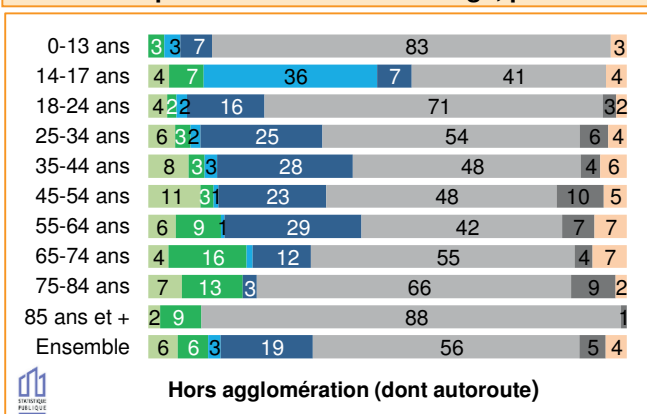 0-13 ans 3 3 7 83 3
14-17 ans 4 7 36 7 41 4
18-24 ans 4 2 2 16 71 3 2
25-34 ans 6 3 2 25 54 6 4
35-44 ans 8 3 3 28 48 4 6
45-54 ans 11 3 1 23 48 10 5
55-64 ans 6 9 1 29 42 7 7
65-74 ans 4 16 12 55 4 7
75-84 ans 7 13 3 66 9 2
85 ans et + 2 9 88 1
Ensemble 6 6 3 19 56 5 4
STATISTIQUE
PUBLIQUE
Hors agglomération (dont autoroute)